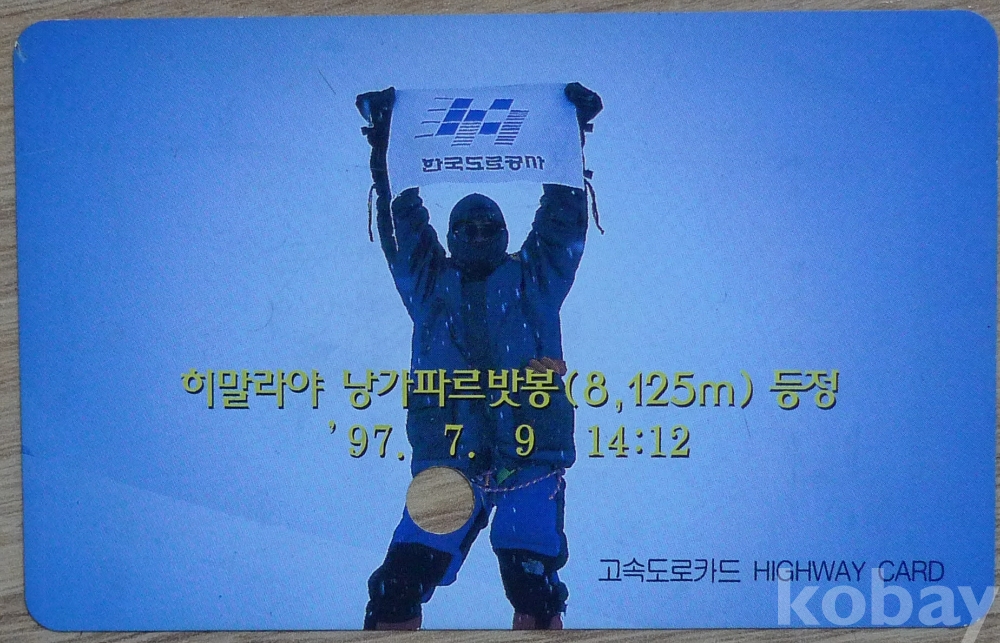 한국도로공사
히말라야 낭가파르밧봉(8,125m) 등정
'97. 7. 9 14:12
고속도로카드 HIGHWAY CARD
kobay